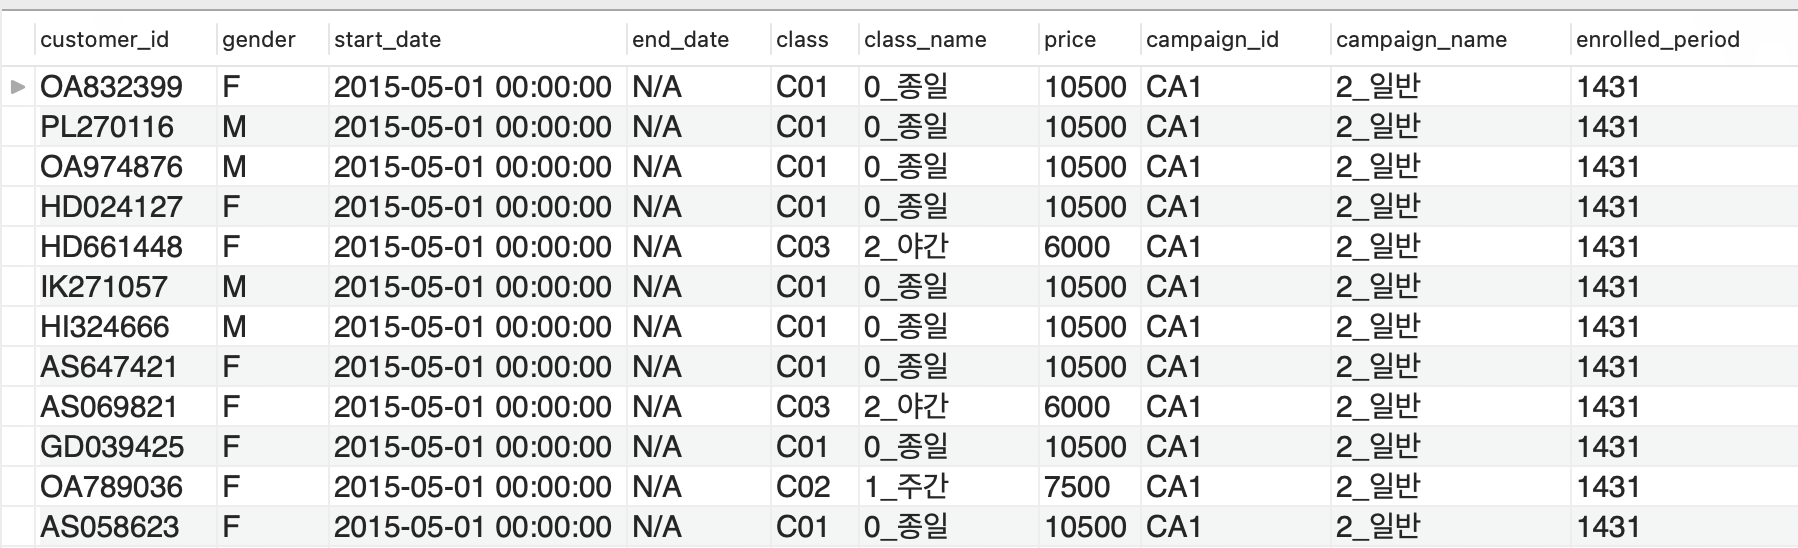 customer_id gender start_date end_date class class_name price campaign_id campaign_name enrolled_period
OA832399 F 2015-05-01 00:00:00 N/A C01 0_종일 10500 CA1 2_일반 1431
PL270116 M 2015-05-01 00:00:00 N/A C01 0_종일 10500 CA1 2_일반 1431
OA974876 M 2015-05-01 00:00:00 N/A C01 0_종일 10500 CA1 2_일반 1431
HD024127 F 2015-05-01 00:00:00 N/A C01 0_종일 10500 CA1 2_일반 1431
HD661448 F 2015-05-01 00:00:00 N/A C03 2_야간 6000 CA1 2_일반 1431
IK271057 M 2015-05-01 00:00:00 N/A C01 0_종일 10500 CA1 2_일반 1431
HI324666 M 2015-05-01 00:00:00 N/A C01 0_종일 10500 CA1 2_일반 1431
AS647421 F 2015-05-01 00:00:00 N/A C01 0_종일 10500 CA1 2_일반 1431
AS069821 F 2015-05-01 00:00:00 N/A C03 2_야간 6000 CA1 2_일반 1431
GD039425 F 2015-05-01 00:00:00 N/A C01 0_종일 10500 CA1 2_일반 1431
OA789036 F 2015-05-01 00:00:00 N/A C02 1_주간 7500 CA1 2_일반 1431
AS058623 F 2015-05-01 00:00:00 N/A C01 0_종일 10500 CA1 2_일반 1431